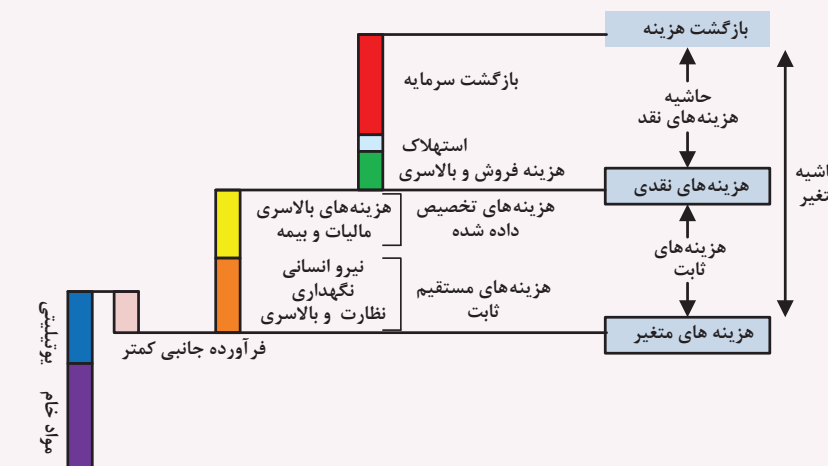 بازگشت هزینه
بازگشت سرمایه
حاشیه
هزینه‌های نقد
استهلاک
هزینه فروش و بالاسری
هزینه‌های نقدی
اشیه
تغیر
هزینه‌های تخصیص
داده شده
هزینه‌های بالاسری
مالیات و بیمه
هزینه‌های
ثابت
نیرو انسانی
نگهداری
نظارت و بالاسری
هزینه‌های مستقیم
ثابت
هزینه های متغیر
فرآورده جانبی کمتر
یوتیلیتی
مواد خام